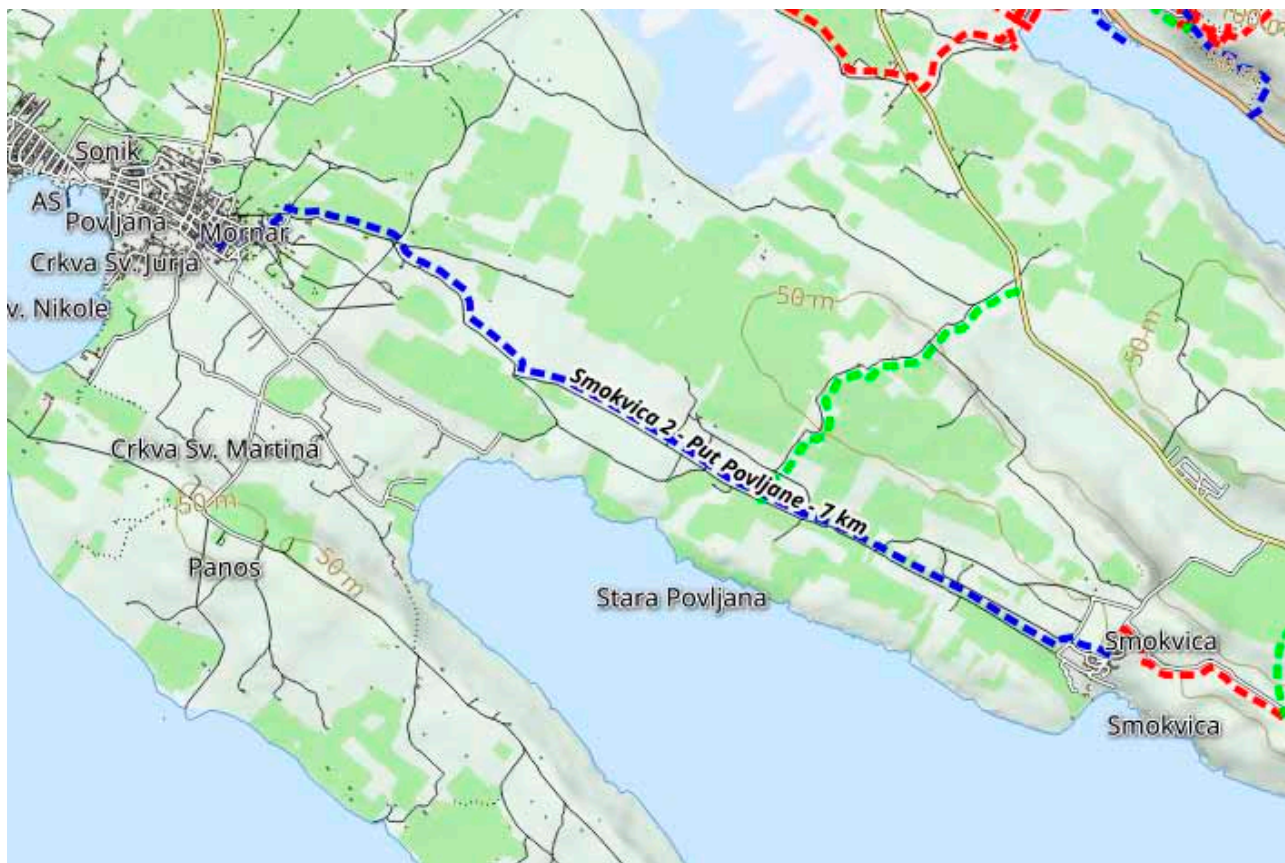 Sonik
AS
Povljana
Mornar
Crkva Sv. Jurja
v. Nikole
50 m
50 m
Smokvica 2 - Put Povljane - 7 km
Crkva Sv. Martina
50 m
50 m
Panos
Stara Povljana
Smokvica
Smokvica